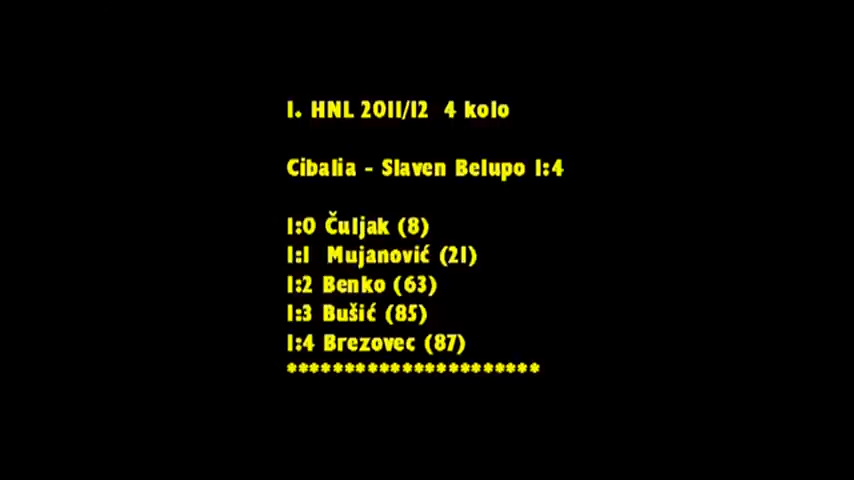 1. HNL 2011/12  4 kolo
Cibalia - Slaven Belupo 1:4
1:0 Čuljak (8)
1:1  Mujanović (21)
1:2 Benko (63)
1:3 Bušić (85)
1:4 Brezovec (87)
**********************